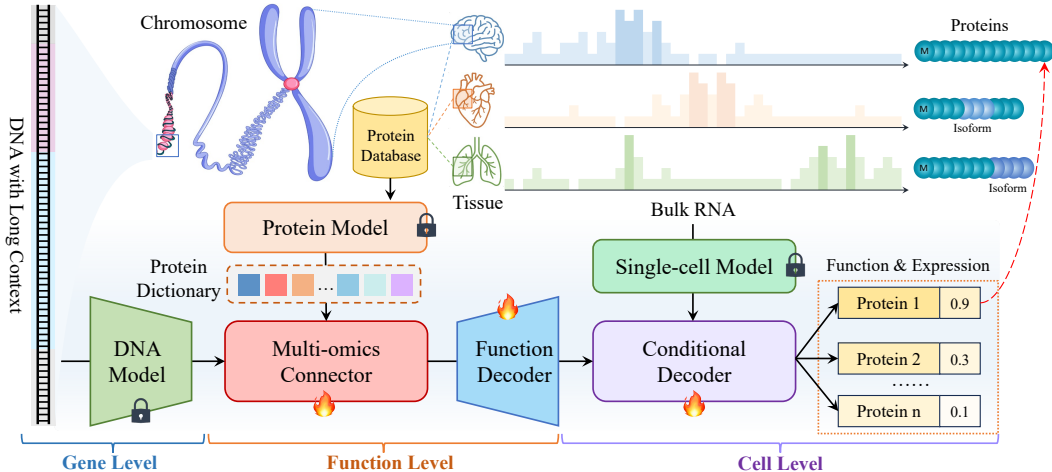 Chromosome
Proteins
M
DNA with Long Context
Protein
Database
M
Isoform
M
Isoform
Tissue
Bulk RNA
Protein Model
Single-cell Model
Protein
Dictionary
...
Function & Expression
Protein 1 0.9
DNA
Model
Multi-omics
Connector
Function
Decoder
Conditional
Decoder
Protein 2 0.3
......
Protein n 0.1
Gene Level
Function Level
Cell Level